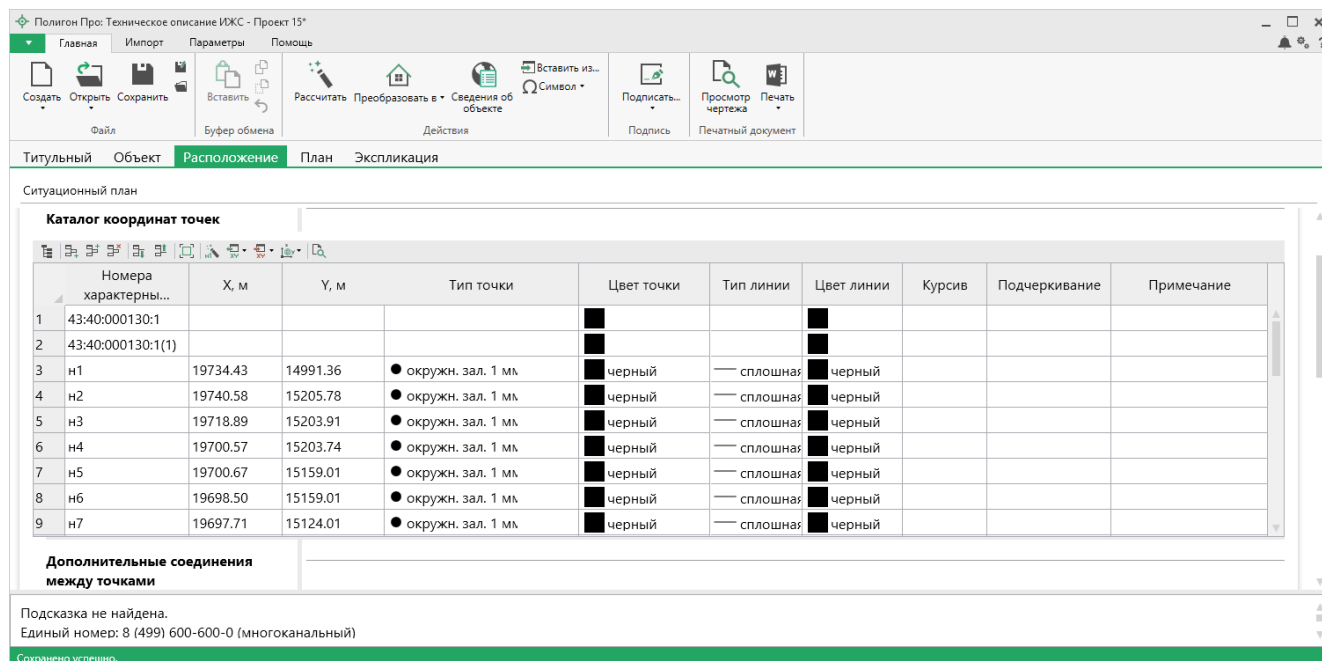 Полигон Про: Техническое описание ИЖС - Проект 15*
Главная Импорт Параметры Помощь
Создать Открыть Сохранить Вставить Рассчитать Преобразовать в Сведения об объекте Вставить из... Символ Подписать... Просмотр чертежа Печать
Файл Буфер обмена Действия Подпись Печатный документ
Титульный Объект Расположение План Экспликация
Ситуационный план
Каталог координат точек
Номера характерны... X, м Y, м Тип точки Цвет точки Тип линии Цвет линии Курсив Подчеркивание Примечание
1 43:40:000130:1
2 43:40:000130:1(1)
3 н1 19734.43 14991.36 окружн. зал. 1 мм черный сплошная черный
4 н2 19740.58 15205.78 окружн. зал. 1 мм черный сплошная черный
5 н3 19718.89 15203.91 окружн. зал. 1 мм черный сплошная черный
6 н4 19700.57 15203.74 окружн. зал. 1 мм черный сплошная черный
7 н5 19700.67 15159.01 окружн. зал. 1 мм черный сплошная черный
8 н6 19698.50 15159.01 окружн. зал. 1 мм черный сплошная черный
9 н7 19697.71 15124.01 окружн. зал. 1 мм черный сплошная черный
Дополнительные соединения
между точками
Подсказка не найдена.
Единый номер: 8 (499) 600-600-0 (многоканальный)
Сохранено успешно.